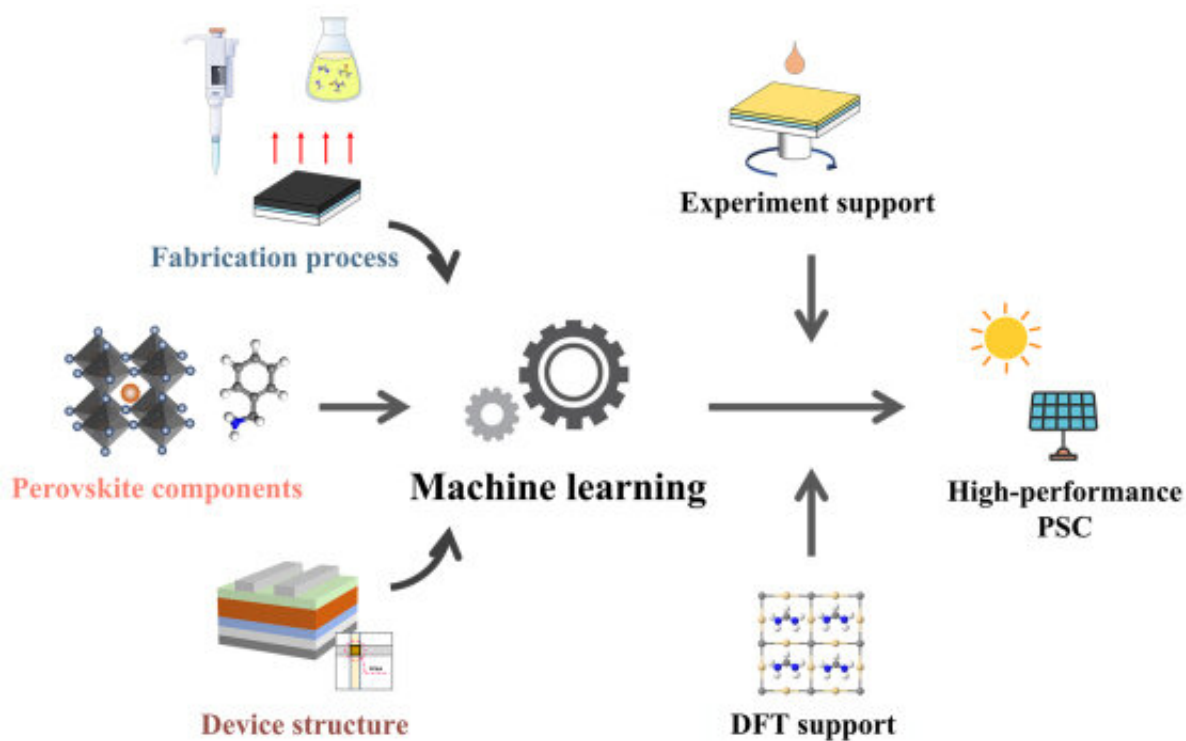 Experiment support
Fabrication process
Perovskite components
Machine learning
High-performance
PSC
Device structure
DFT support